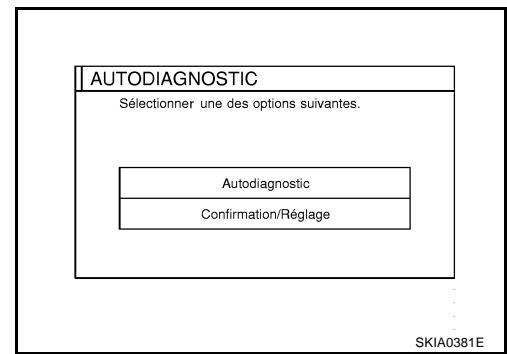 AUTODIAGNOSTIC
Sélectionner une des options suivantes.
Autodiagnostic
Confirmation/Réglage
SKIA0381E